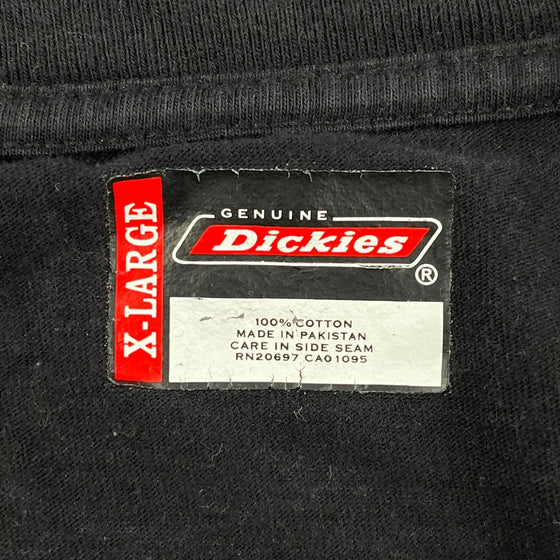 X-LARGE
GENUINE
Dickies
®
100% COTTON
MADE IN PAKISTAN
CARE IN SIDE SEAM
RN20697 CA01095